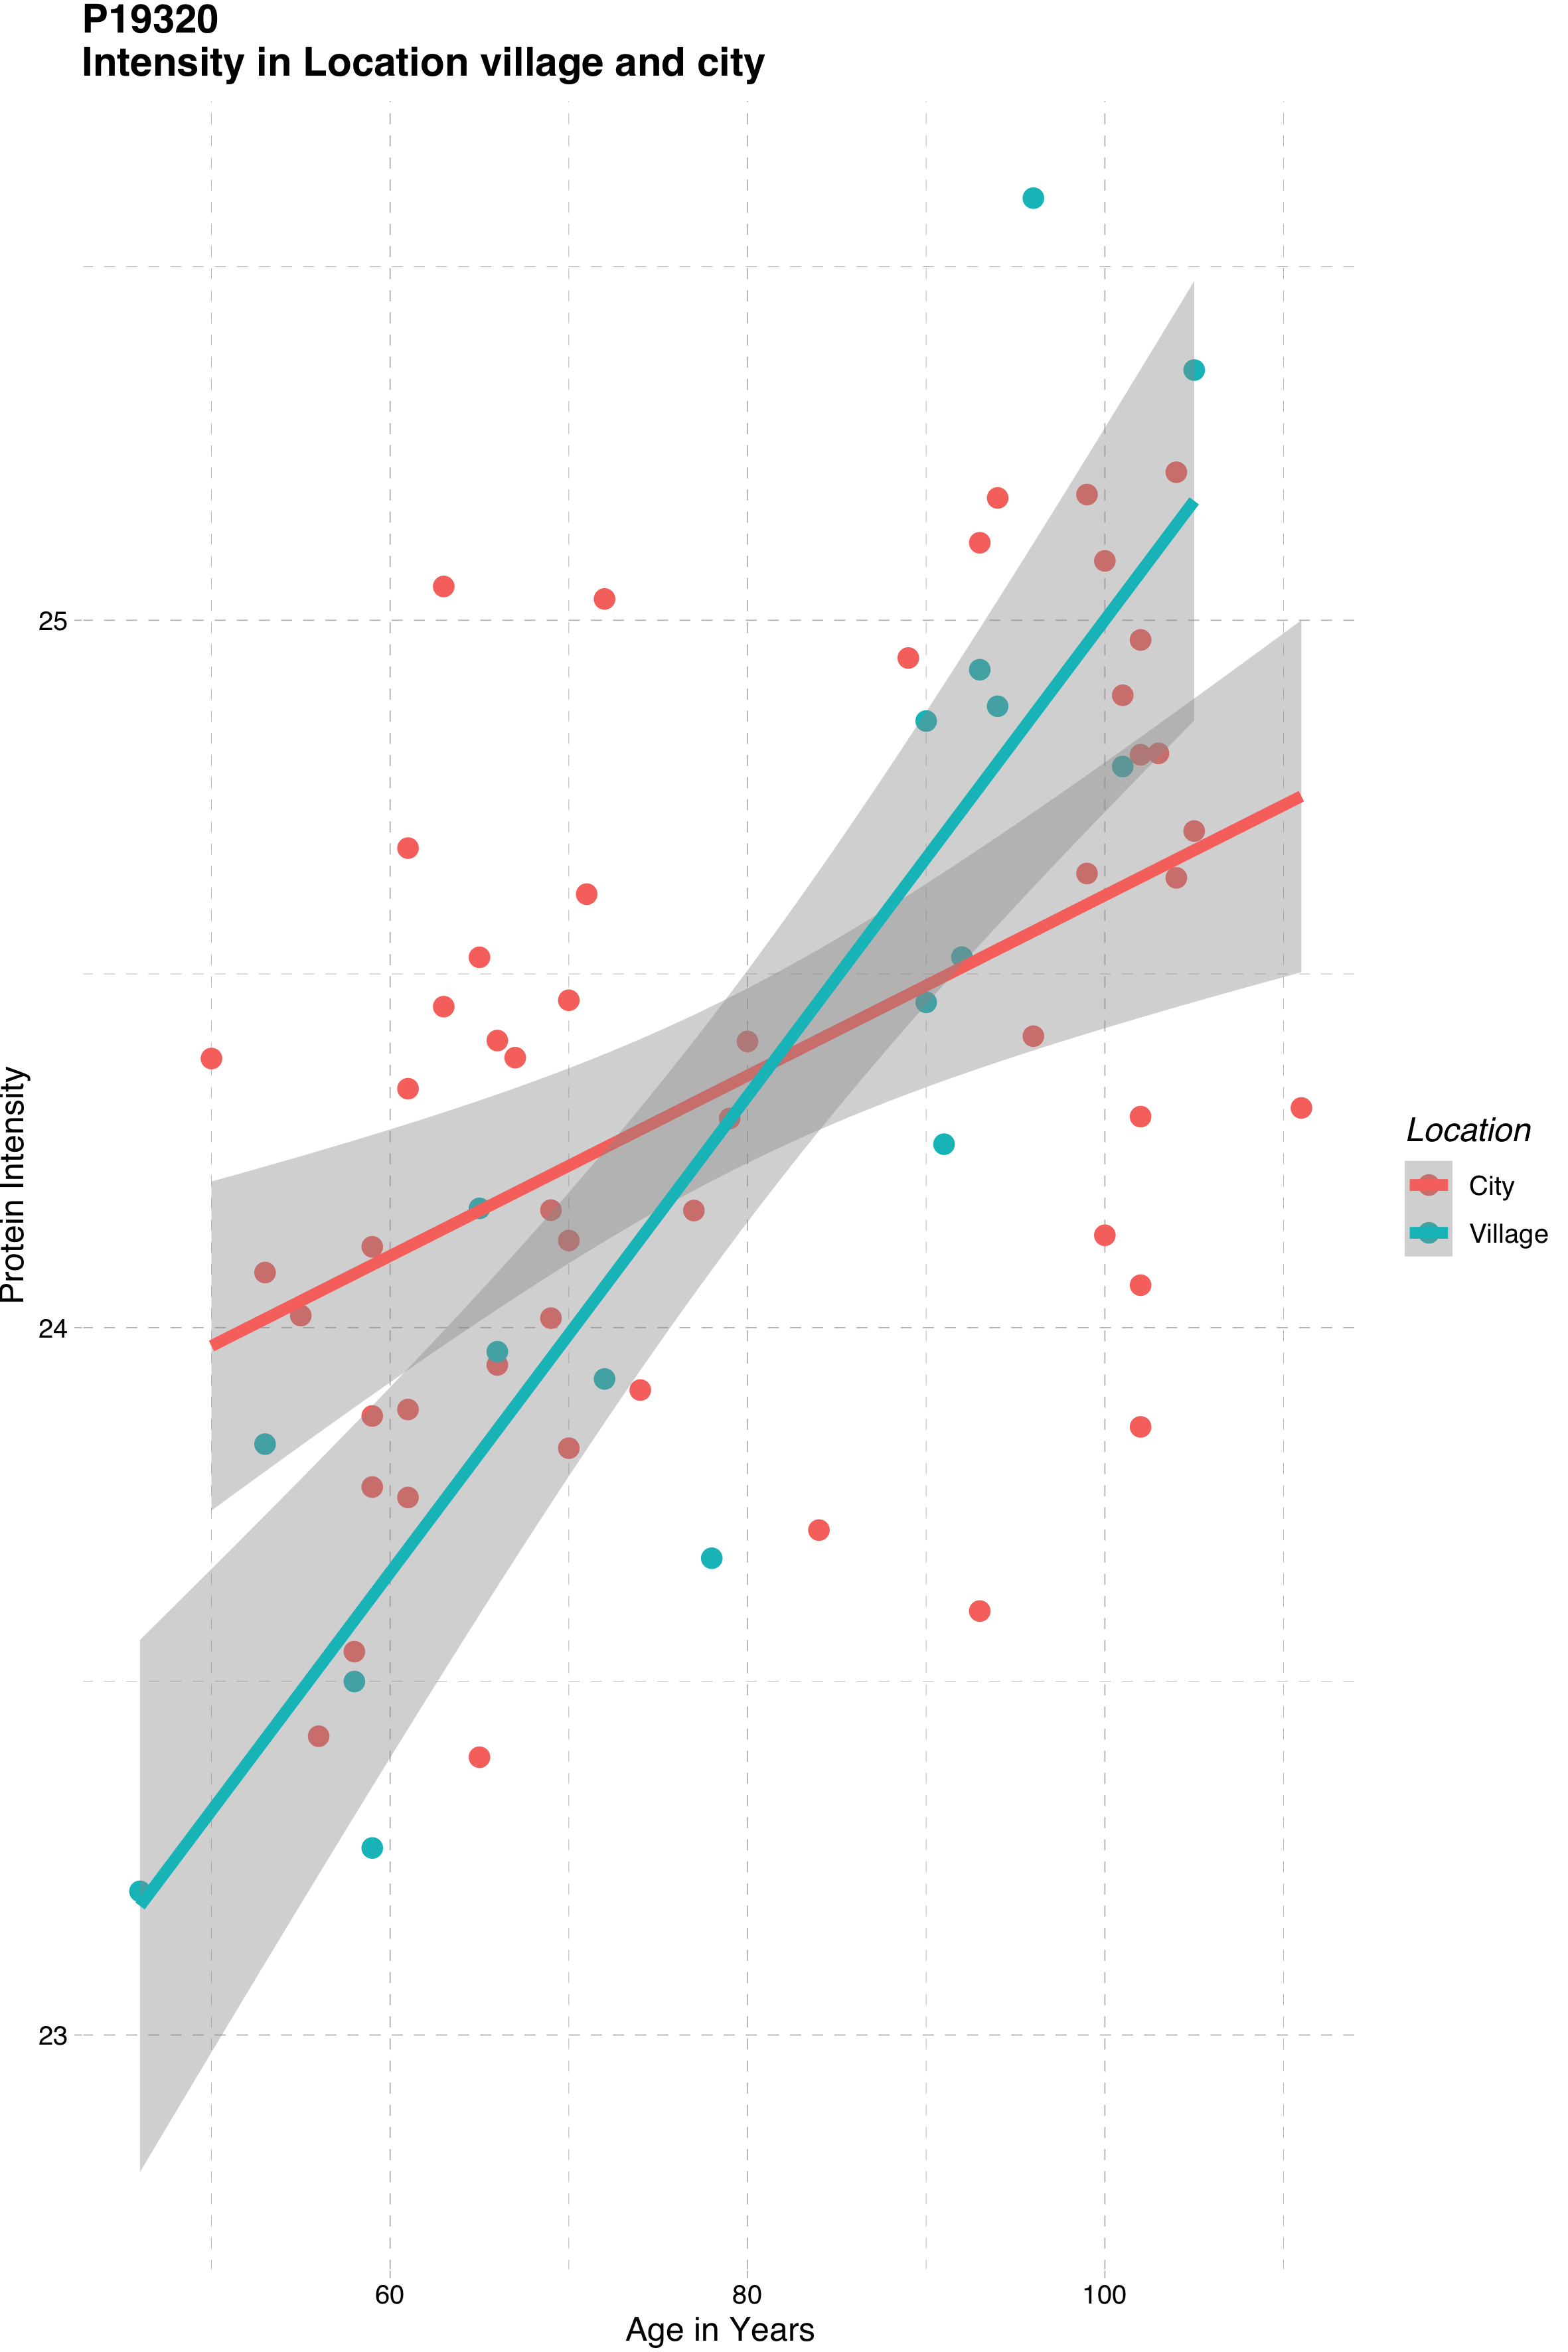 P19320
Intensity in Location village and city
Protein Intensity
25
24
23
60
80
100
Age in Years
Location
City
Village